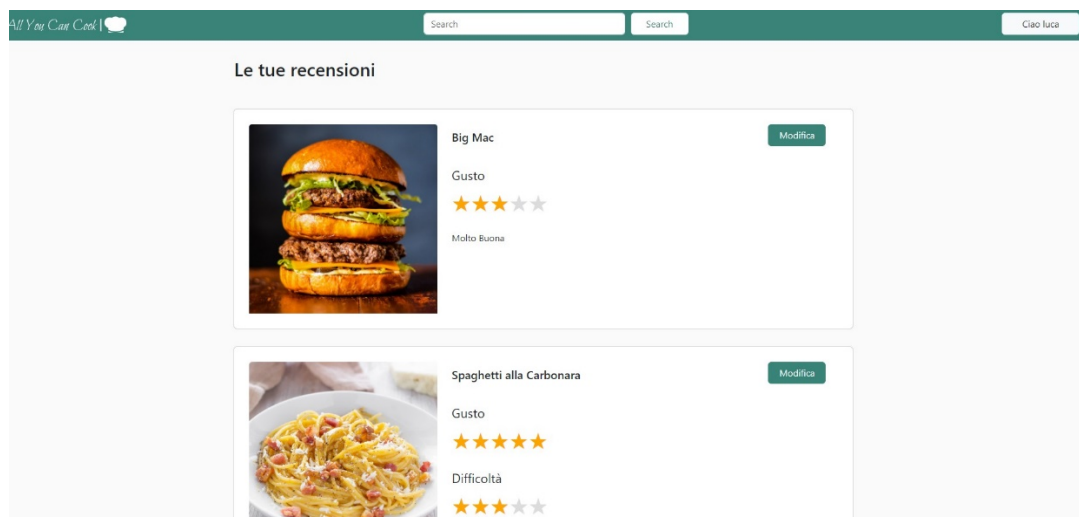 All You Can Cook |
Search
Search
Ciao luca
Le tue recensioni
Big Mac
Modifica
Gusto
Molto Buona
Spaghetti alla Carbonara
Modifica
Gusto
Difficoltà